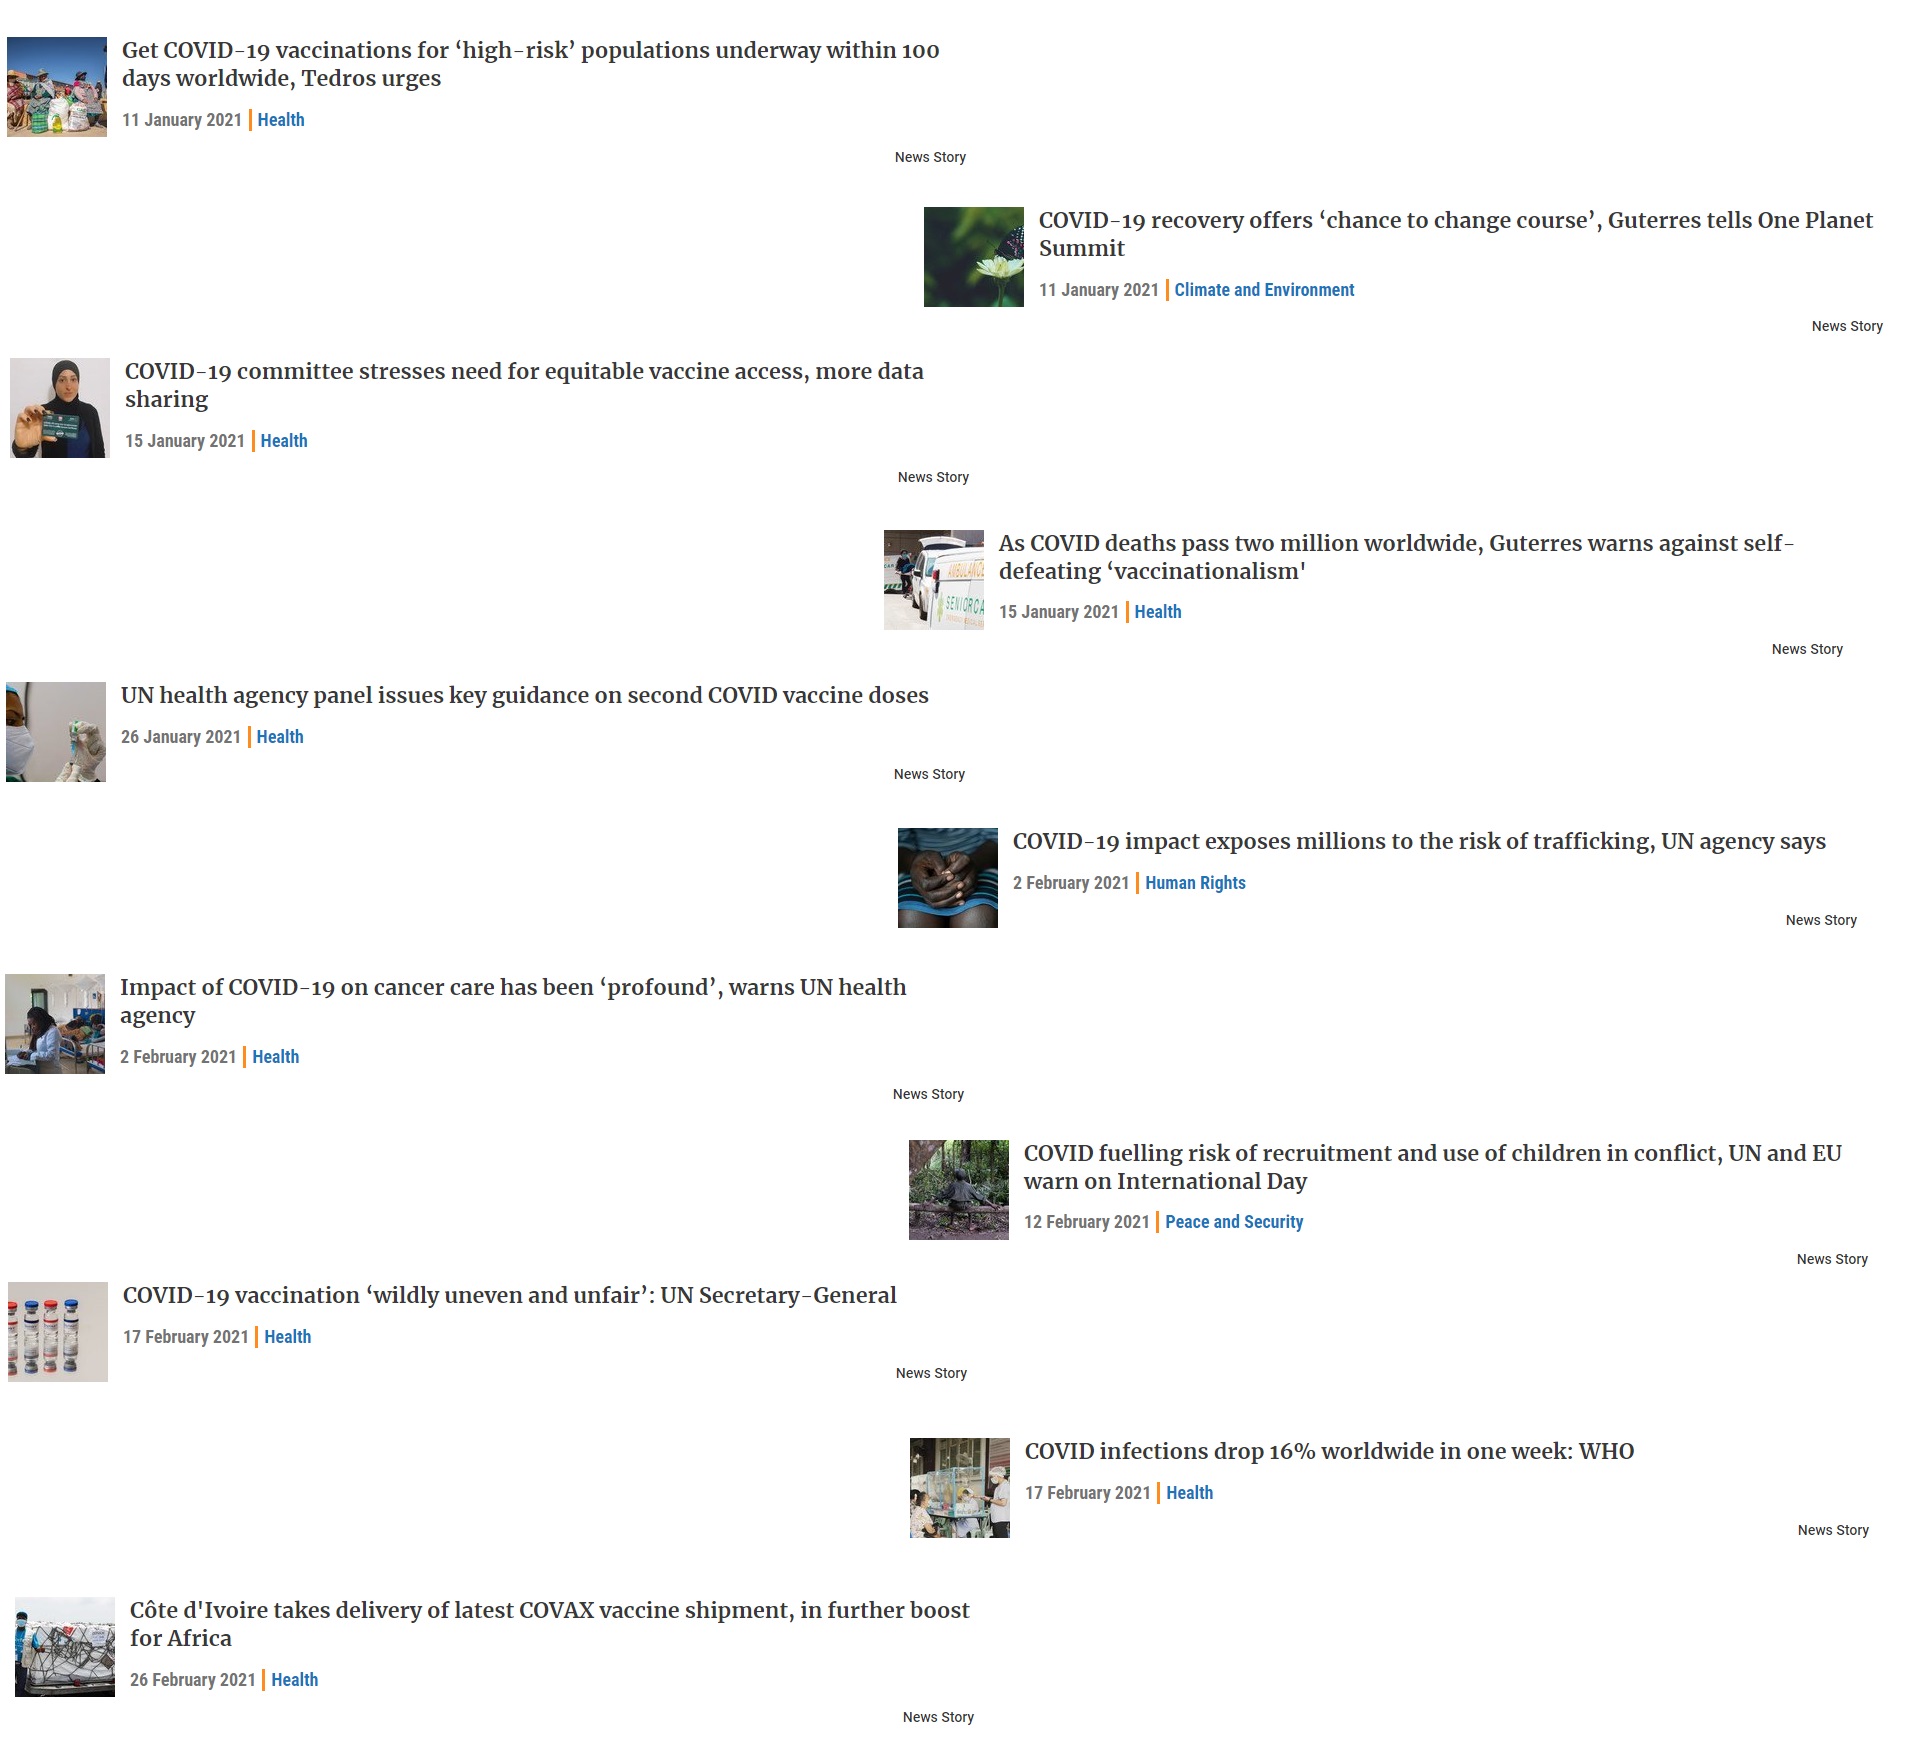 Get COVID-19 vaccinations for ‘high-risk’ populations underway within 100
days worldwide, Tedros urges
11 January 2021 | Health
News Story
COVID-19 recovery offers ‘chance to change course’, Guterres tells One Planet
Summit
11 January 2021 | Climate and Environment
News Story
COVID-19 committee stresses need for equitable vaccine access, more data
sharing
15 January 2021 | Health
News Story
As COVID deaths pass two million worldwide, Guterres warns against self-
defeating ‘vaccinationalism'
AMBULANCE
SENIORCA
15 January 2021 | Health
News Story
UN health agency panel issues key guidance on second COVID vaccine doses
26 January 2021 | Health
News Story
COVID-19 impact exposes millions to the risk of trafficking, UN agency says
2 February 2021 | Human Rights
News Story
Impact of COVID-19 on cancer care has been ‘profound’, warns UN health
agency
2 February 2021 | Health
News Story
COVID fuelling risk of recruitment and use of children in conflict, UN and EU
warn on International Day
12 February 2021 | Peace and Security
News Story
COVID-19 vaccination ‘wildly uneven and unfair’: UN Secretary-General
17 February 2021 | Health
News Story
COVID infections drop 16% worldwide in one week: WHO
17 February 2021 | Health
News Story
Côte d'Ivoire takes delivery of latest COVAX vaccine shipment, in further boost
for Africa
26 February 2021 | Health
News Story